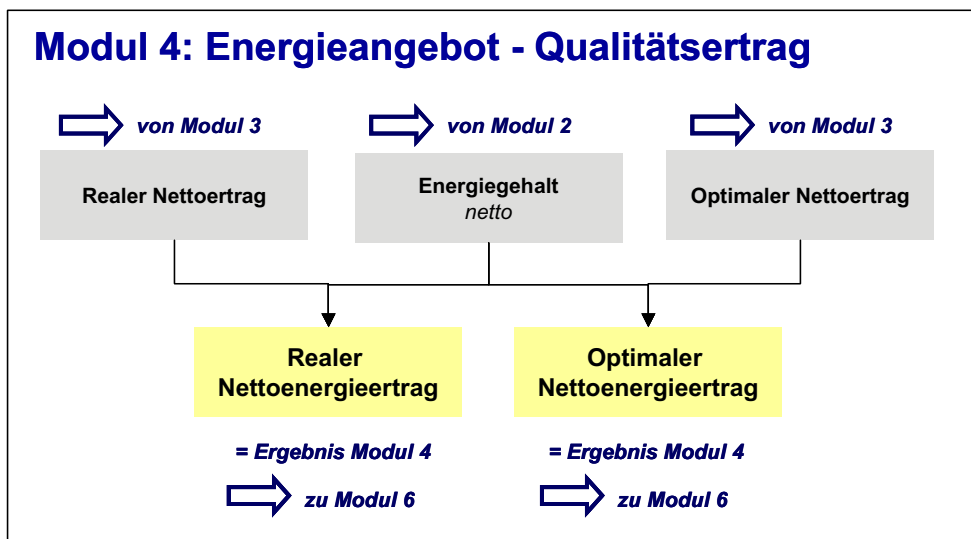 Modul 4: Energieangebot - Qualitätsertrag
von Modul 3
von Modul 2
von Modul 3
Realer Nettoertrag
Energiegehalt
netto
Optimaler Nettoertrag
Realer
Nettoenergieertrag
Optimaler
Nettoenergieertrag
= Ergebnis Modul 4
= Ergebnis Modul 4
zu Modul 6
zu Modul 6